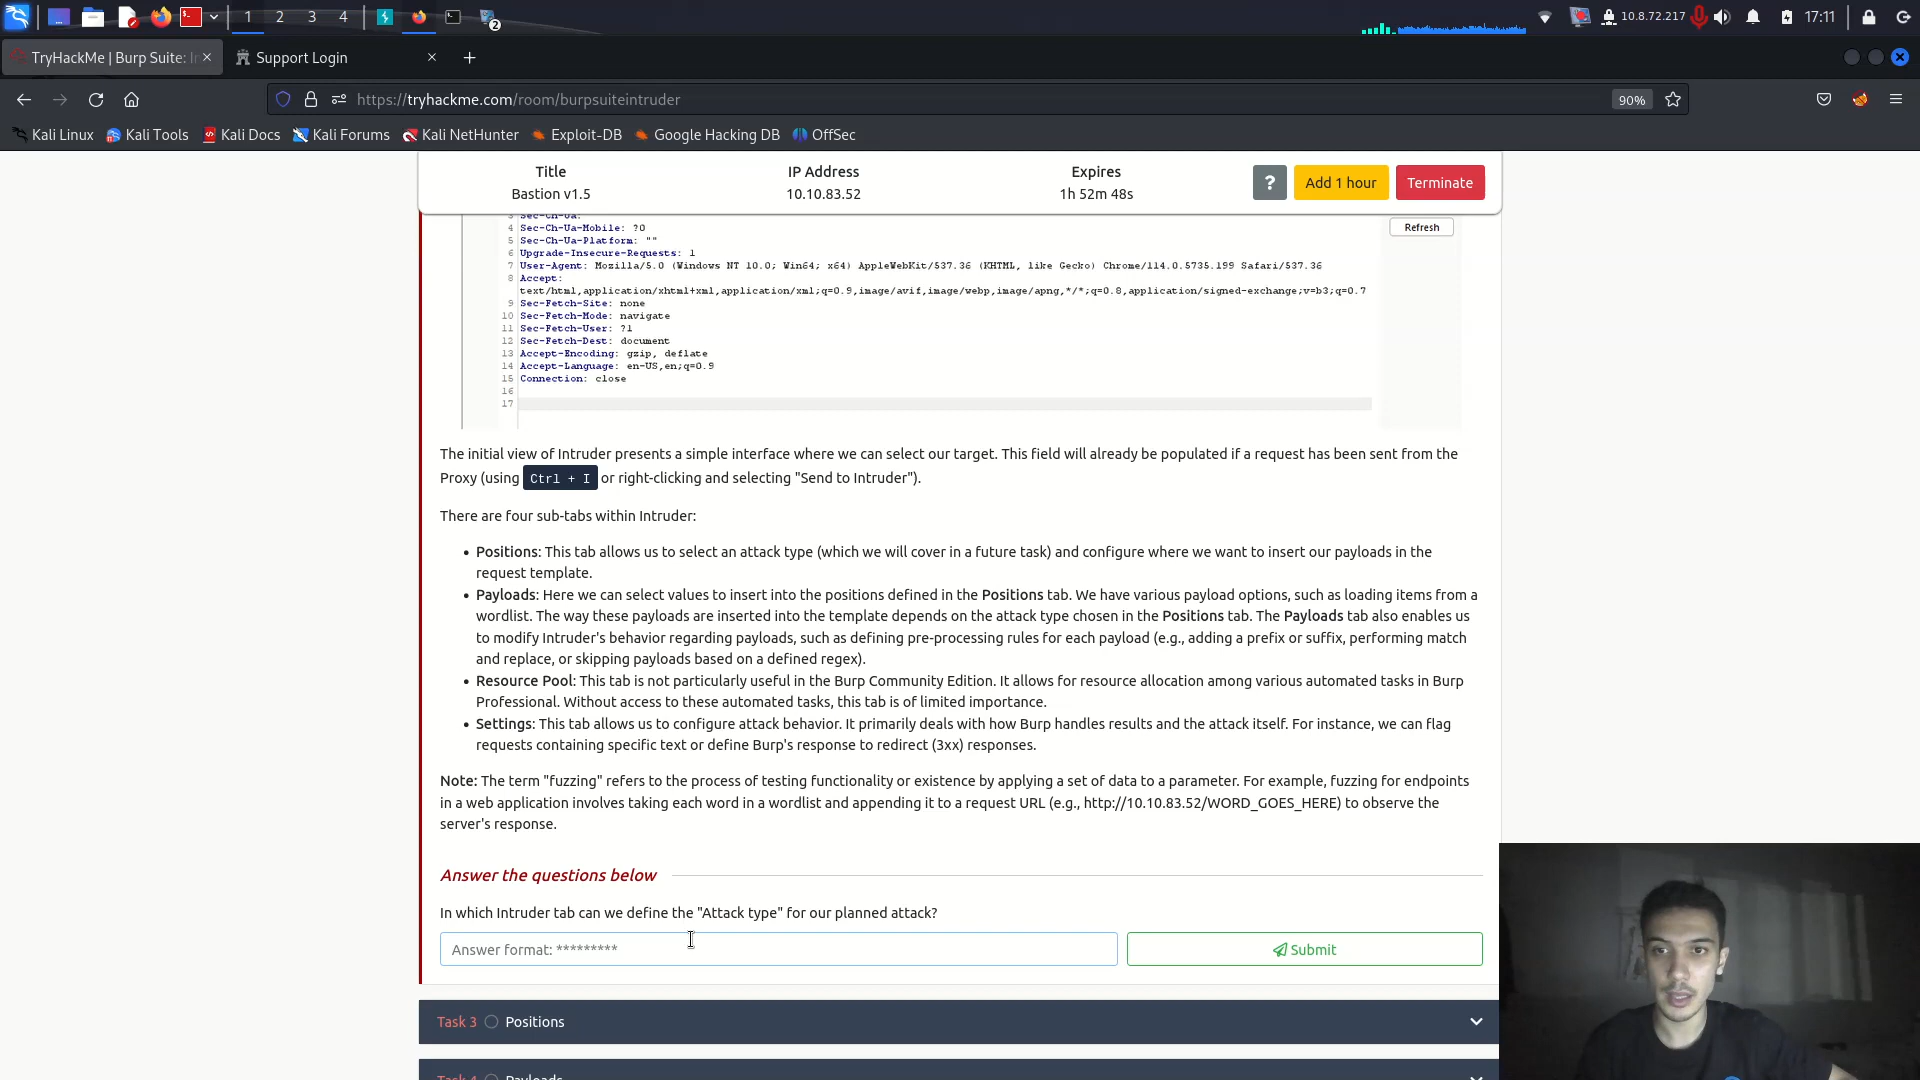 1 2 3 4 2 10.8.72.217 17:11
TryHackMe | Burp Suite: In Support Login
https://tryhackme.com/room/burpsuiteintruder 90%
Kali Linux Kali Tools Kali Docs Kali Forums Kali NetHunter Exploit-DB Google Hacking DB OffSec
Title IP Address Expires
Bastion v1.5 10.10.83.52 1h 52m 48s
? Add 1 hour Terminate
3 Sec-Ch-Ua:
4 Sec-Ch-Ua-Mobile: ?0
5 Sec-Ch-Ua-Platform: ""
6 Upgrade-Insecure-Requests: 1
7 User-Agent: Mozilla/5.0 (Windows NT 10.0; Win64; x64) AppleWebKit/537.36 (KHTML, like Gecko) Chrome/114.0.5735.199 Safari/537.36
8 Accept:
text/html,application/xhtml+xml,application/xml;q=0.9,image/avif,image/webp,image/apng,*/*;q=0.8,application/signed-exchange;v=b3;q=0.7
9 Sec-Fetch-Site: none
10 Sec-Fetch-Mode: navigate
11 Sec-Fetch-User: ?1
12 Sec-Fetch-Dest: document
13 Accept-Encoding: gzip, deflate
14 Accept-Language: en-US,en;q=0.9
15 Connection: close
16
17
Refresh
The initial view of Intruder presents a simple interface where we can select our target. This field will already be populated if a request has been sent from the
Proxy (using Ctrl + I or right-clicking and selecting "Send to Intruder").
There are four sub-tabs within Intruder:
• Positions: This tab allows us to select an attack type (which we will cover in a future task) and configure where we want to insert our payloads in the
request template.
• Payloads: Here we can select values to insert into the positions defined in the Positions tab. We have various payload options, such as loading items from a
wordlist. The way these payloads are inserted into the template depends on the attack type chosen in the Positions tab. The Payloads tab also enables us
to modify Intruder's behavior regarding payloads, such as defining pre-processing rules for each payload (e.g., adding a prefix or suffix, performing match
and replace, or skipping payloads based on a defined regex).
• Resource Pool: This tab is not particularly useful in the Burp Community Edition. It allows for resource allocation among various automated tasks in Burp
Professional. Without access to these automated tasks, this tab is of limited importance.
• Settings: This tab allows us to configure attack behavior. It primarily deals with how Burp handles results and the attack itself. For instance, we can flag
requests containing specific text or define Burp's response to redirect (3xx) responses.
Note: The term "fuzzing" refers to the process of testing functionality or existence by applying a set of data to a parameter. For example, fuzzing for endpoints
in a web application involves taking each word in a wordlist and appending it to a request URL (e.g., http://10.10.83.52/WORD_GOES_HERE) to observe the
server's response.
Answer the questions below
In which Intruder tab can we define the "Attack type" for our planned attack?
Answer format: *********
Submit
Task 3 Positions
Task 4 Payloads